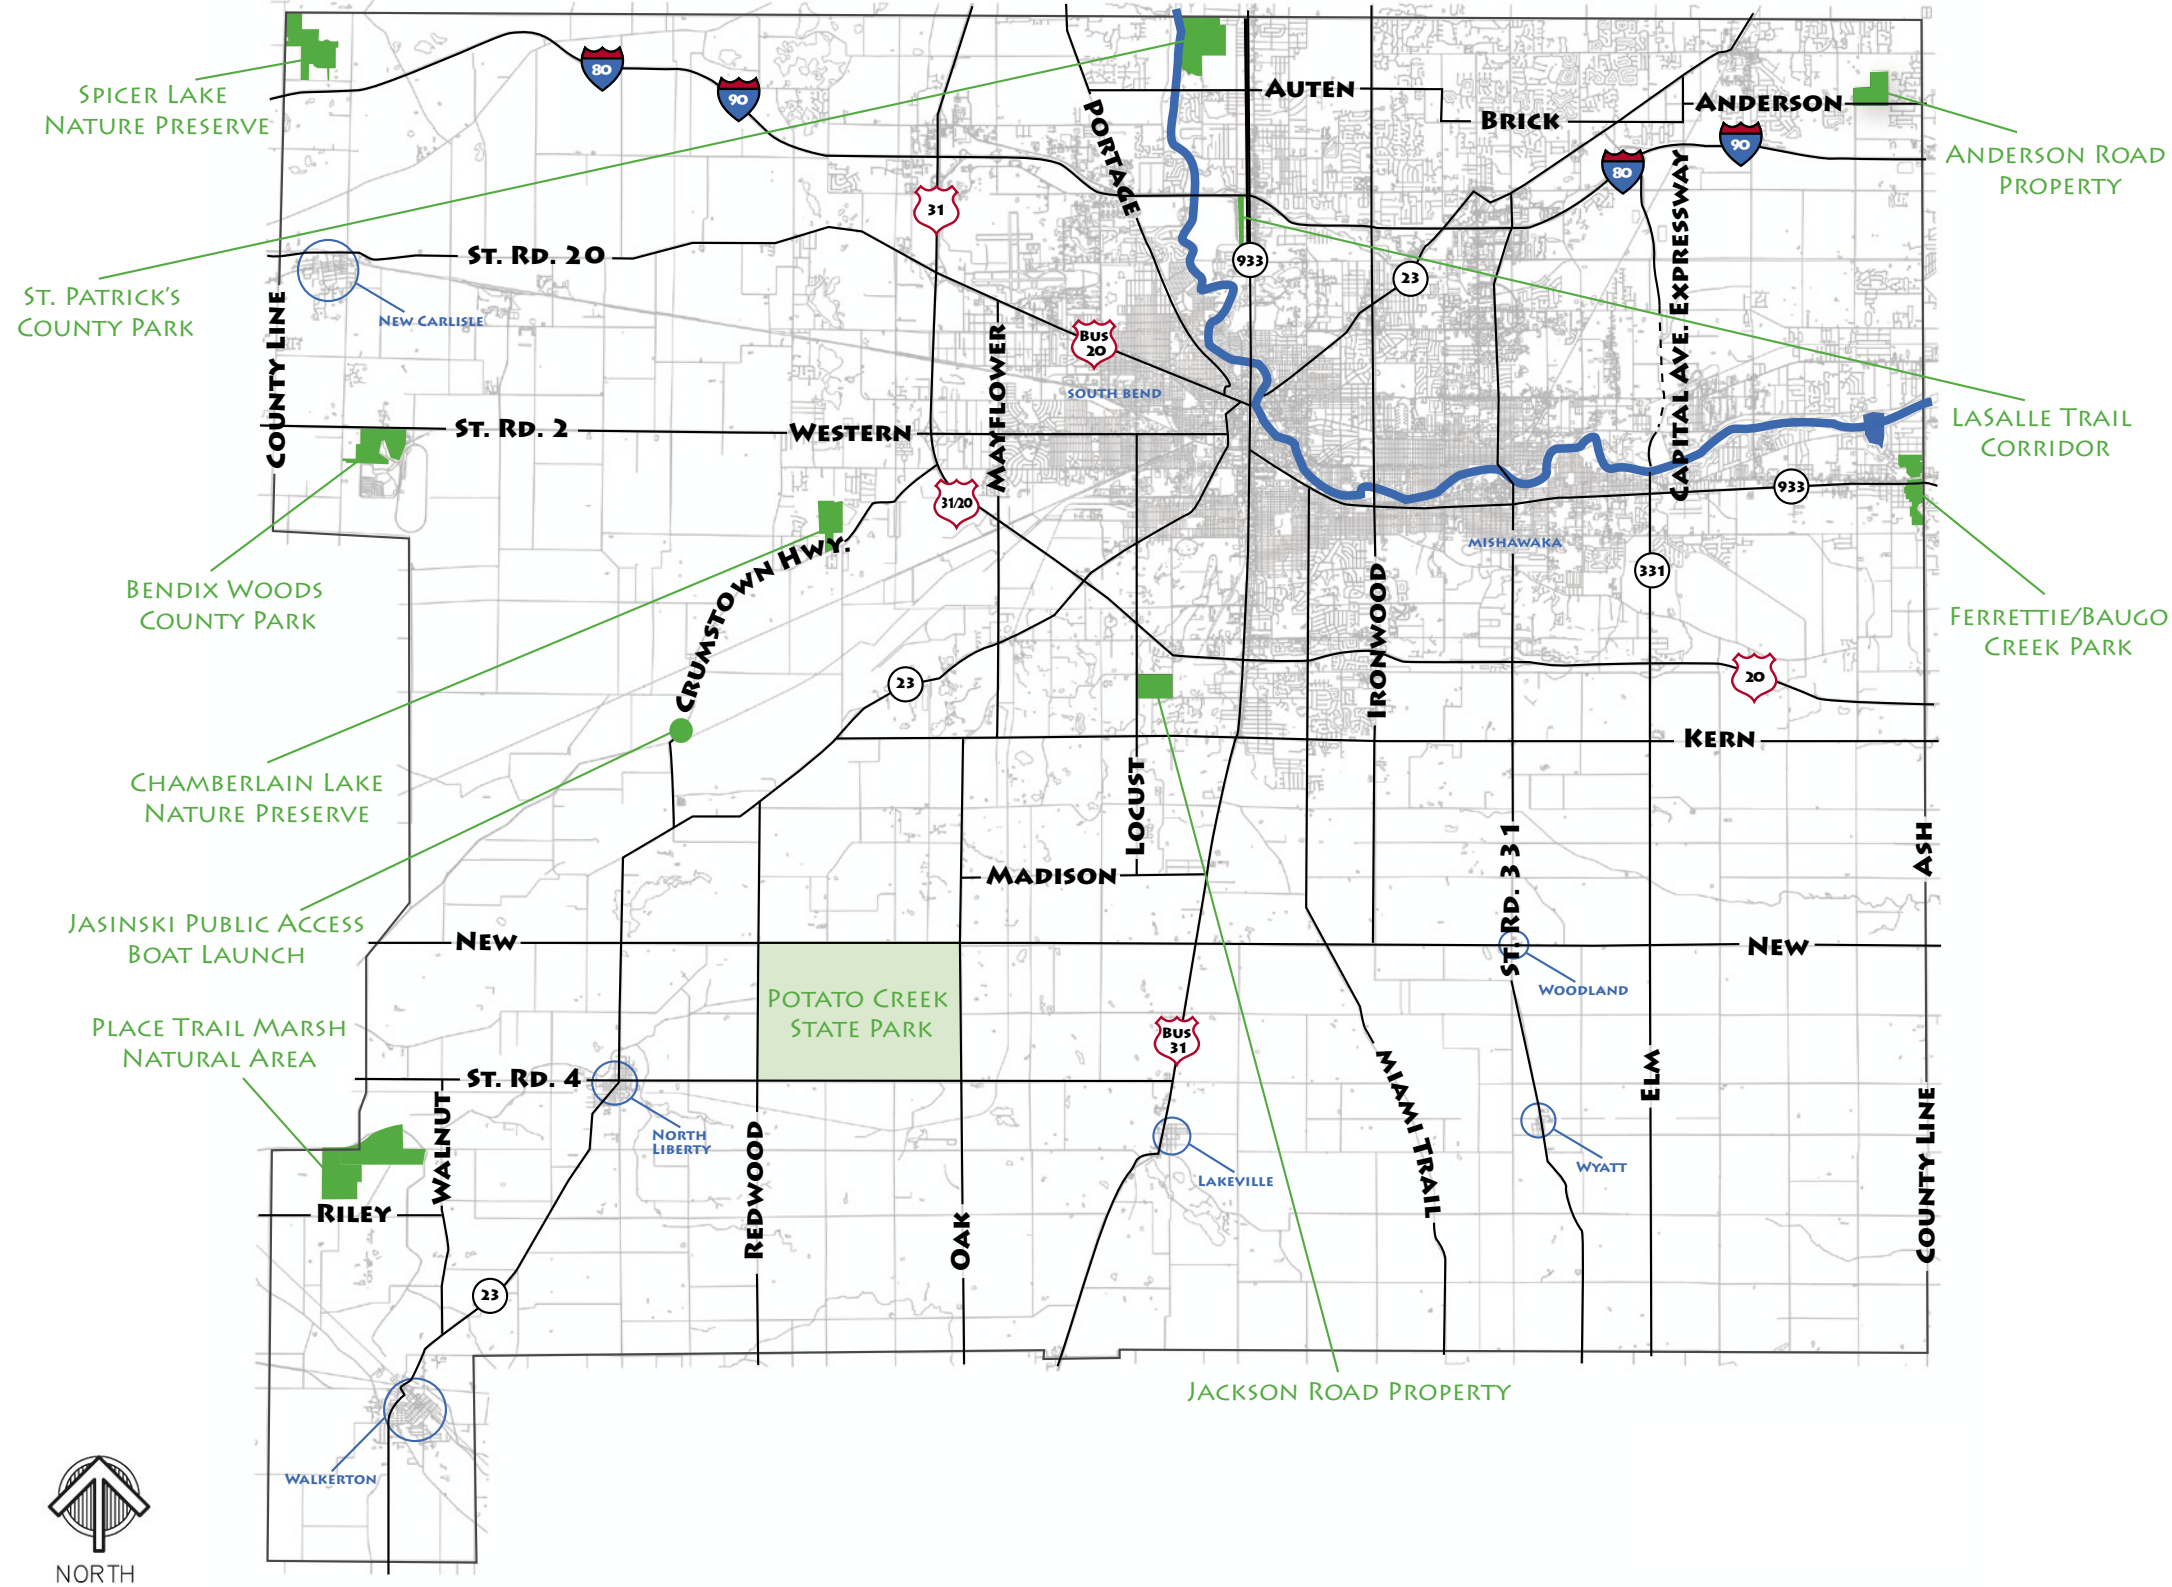 80
90
AUTEN
BRICK
ANDERSON
90
80
SPICER LAKE
NATURE PRESERVE
PORTAGE
ANDERSON ROAD
PROPERTY
31
CAPITAL AVE. EXPRESSWAY
ST. RD. 20
933
23
ST. PATRICK'S
COUNTY PARK
NEW CARLISLE
COUNTY LINE
BUS
20
MAYFLOWER
SOUTH BEND
ST. RD. 2
WESTERN
LASALLE TRAIL
CORRIDOR
31/20
933
CRUMSTOWN HWY.
MISHAWAKA
331
BENDIX WOODS
COUNTY PARK
IRONWOOD
FERRETTIE/BAUGO
CREEK PARK
23
20
KERN
CHAMBERLAIN LAKE
NATURE PRESERVE
LOCUST
ST. RD. 331
ASH
MADISON
JASINSKI PUBLIC ACCESS
BOAT LAUNCH
NEW
NEW
POTATO CREEK
STATE PARK
WOODLAND
PLACE TRAIL MARSH
NATURAL AREA
BUS
31
ST. RD. 4
MIAMI TRAIL
ELM
WALNUT
NORTH
LIBERTY
REDWOOD
OAK
LAKEVILLE
WYATT
COUNTY LINE
RILEY
23
JACKSON ROAD PROPERTY
WALKERTON
NORTH